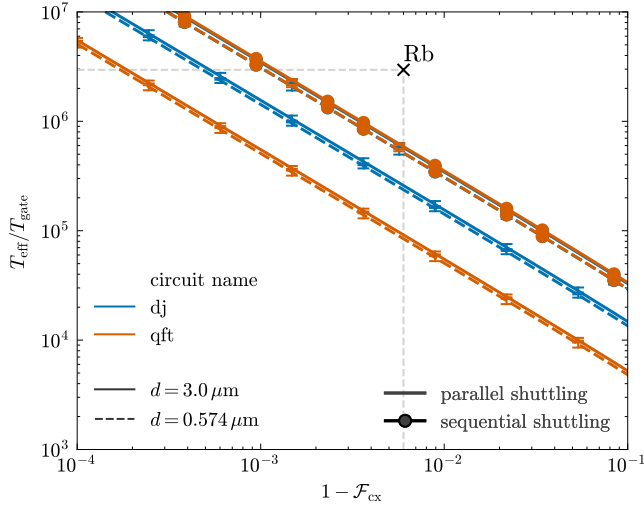 10^7
10^6
10^5
10^4
10^3
T_eff/T_gate
Rb
circuit name
dj
qft
d = 3.0 μm
d = 0.574 μm
parallel shuttling
sequential shuttling
10^−4
10^−3
10^−2
10^−1
1 − ℱ_cx